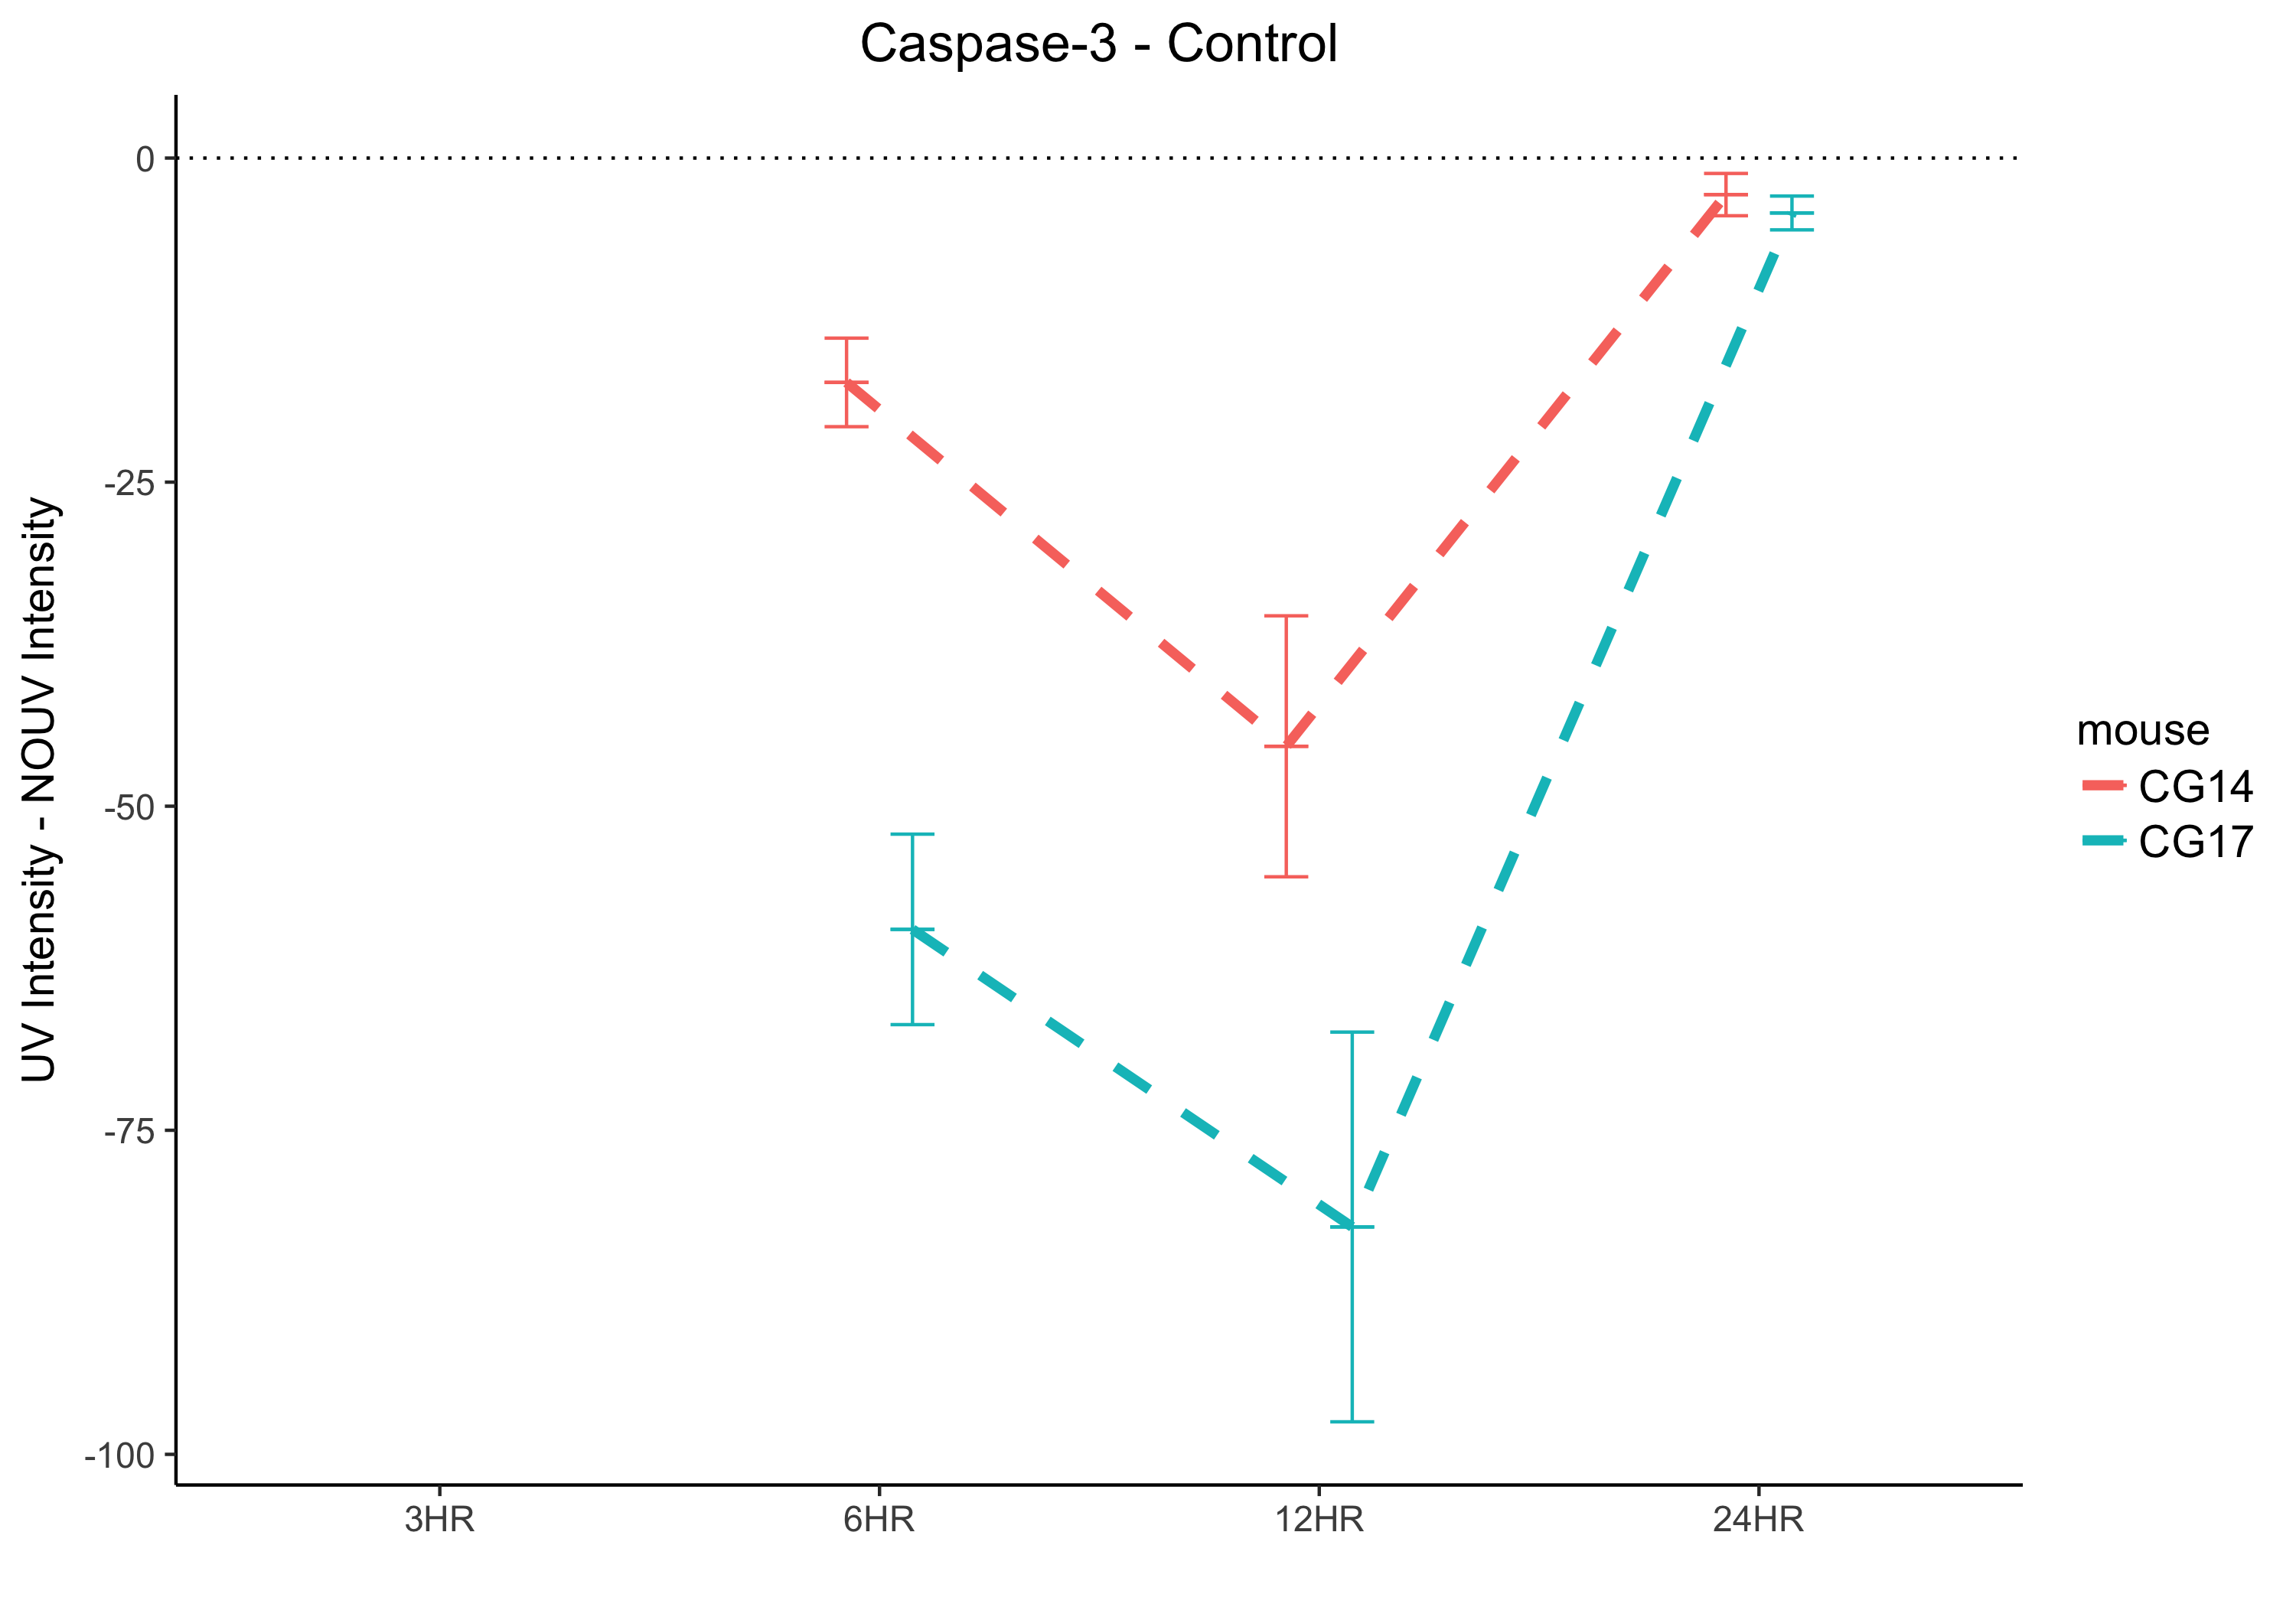 Caspase-3 - Control
UV Intensity - NOUV Intensity
0
-25
-50
-75
-100
3HR
6HR
12HR
24HR
mouse
CG14
CG17